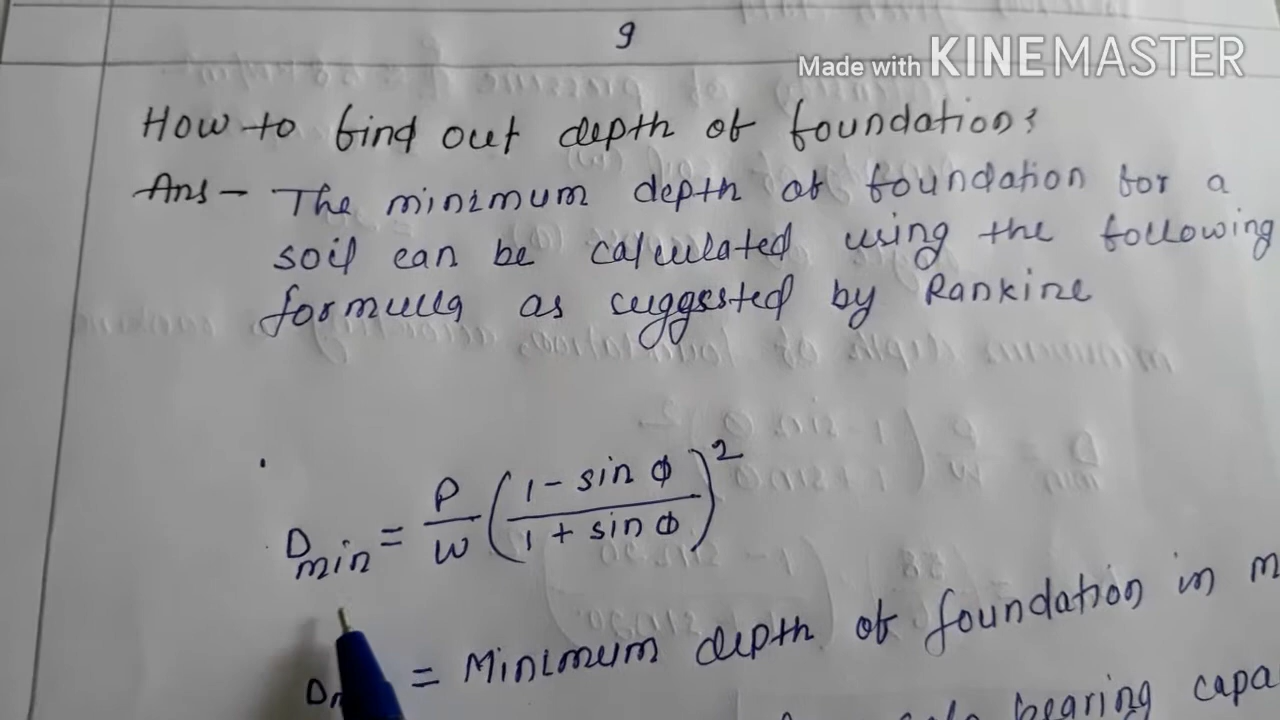 9
Made with KINEMASTER
How to find out depth of foundation?
Ans - The minimum depth of foundation for a
soil can be calculated using the following
formula as suggested by Rankine
D min = P/W (1 - sin φ / 1 + sin φ)²
= Minimum depth of foundation in m
bearing capa